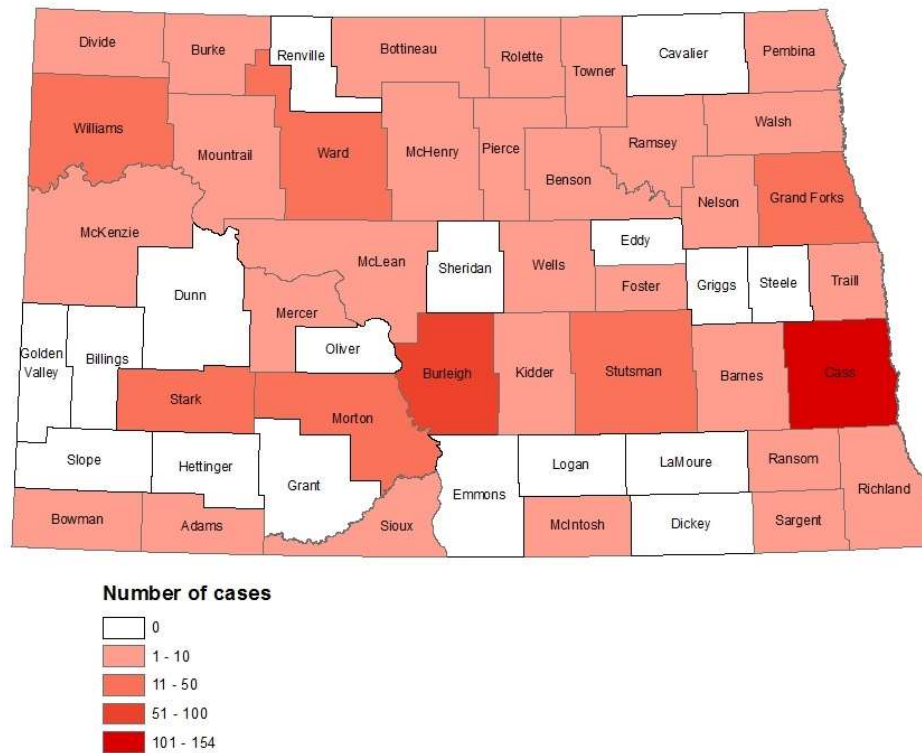 Divide
Burke
Renville
Bottineau
Rolette
Towner
Cavalier
Pembina
Williams
Mountrail
Ward
McHenry
Pierce
Benson
Ramsey
Walsh
Nelson
Grand Forks
McKenzie
Dunn
McLean
Sheridan
Wells
Eddy
Foster
Griggs
Steele
Traill
Mercer
Oliver
Golden
Valley
Billings
Stark
Morton
Burleigh
Kidder
Stutsman
Barnes
Cass
Slope
Hettinger
Grant
Emmons
Logan
LaMoure
Ransom
Richland
Bowman
Adams
Sioux
McIntosh
Dickey
Sargent
Number of cases
0
1 - 10
11 - 50
51 - 100
101 - 154